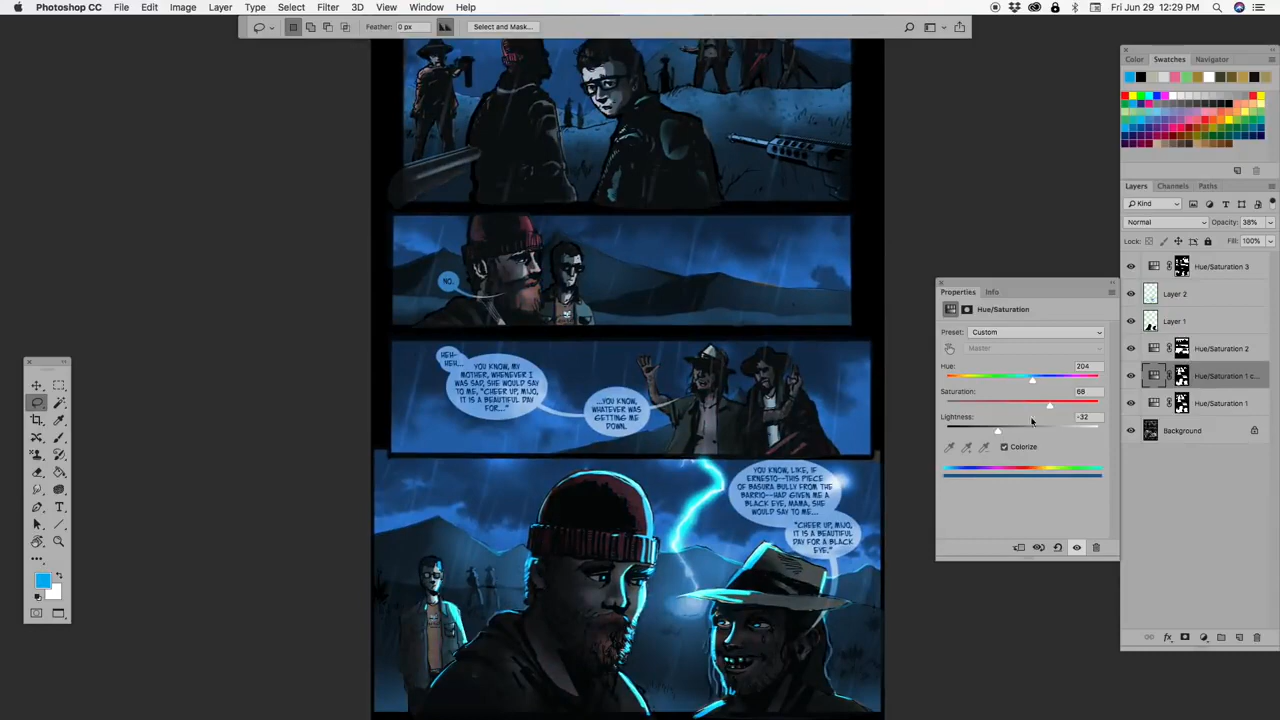 Photoshop CC File Edit Image Layer Type Select Filter 3D View Window Help
Fri Jun 29 12:29 PM
Feather: 0 px Select and Mask...
Color Swatches Navigator
Layers Channels Paths
Kind
Normal Opacity: 38%
Lock: Fill: 100%
Hue/Saturation 3
Layer 2
Layer 1
Hue/Saturation 2
Hue/Saturation 1 c...
Hue/Saturation 1
Background
Properties Info
Hue/Saturation
Preset: Custom
Master
Hue: 204
Saturation: 68
Lightness: -32
Colorize
NO.
HEH-
HEH...
YOU KNOW, MY
MOTHER, WHENEVER I
WAS SAD, SHE WOULD SAY
TO ME, "CHEER UP, MIJO,
IT IS A BEAUTIFUL DAY
FOR..."
...YOU KNOW,
WHATEVER WAS
GETTING ME
DOWN.
YOU KNOW, LIKE, IF
ERNESTO--THIS PIECE
OF BASURA BULLY FROM THE
BARRIO--HAD GIVEN ME A
BLACK EYE, MAMA, SHE
WOULD SAY TO ME...
"CHEER UP, MIJO,
IT IS A BEAUTIFUL
DAY FOR A BLACK
EYE."